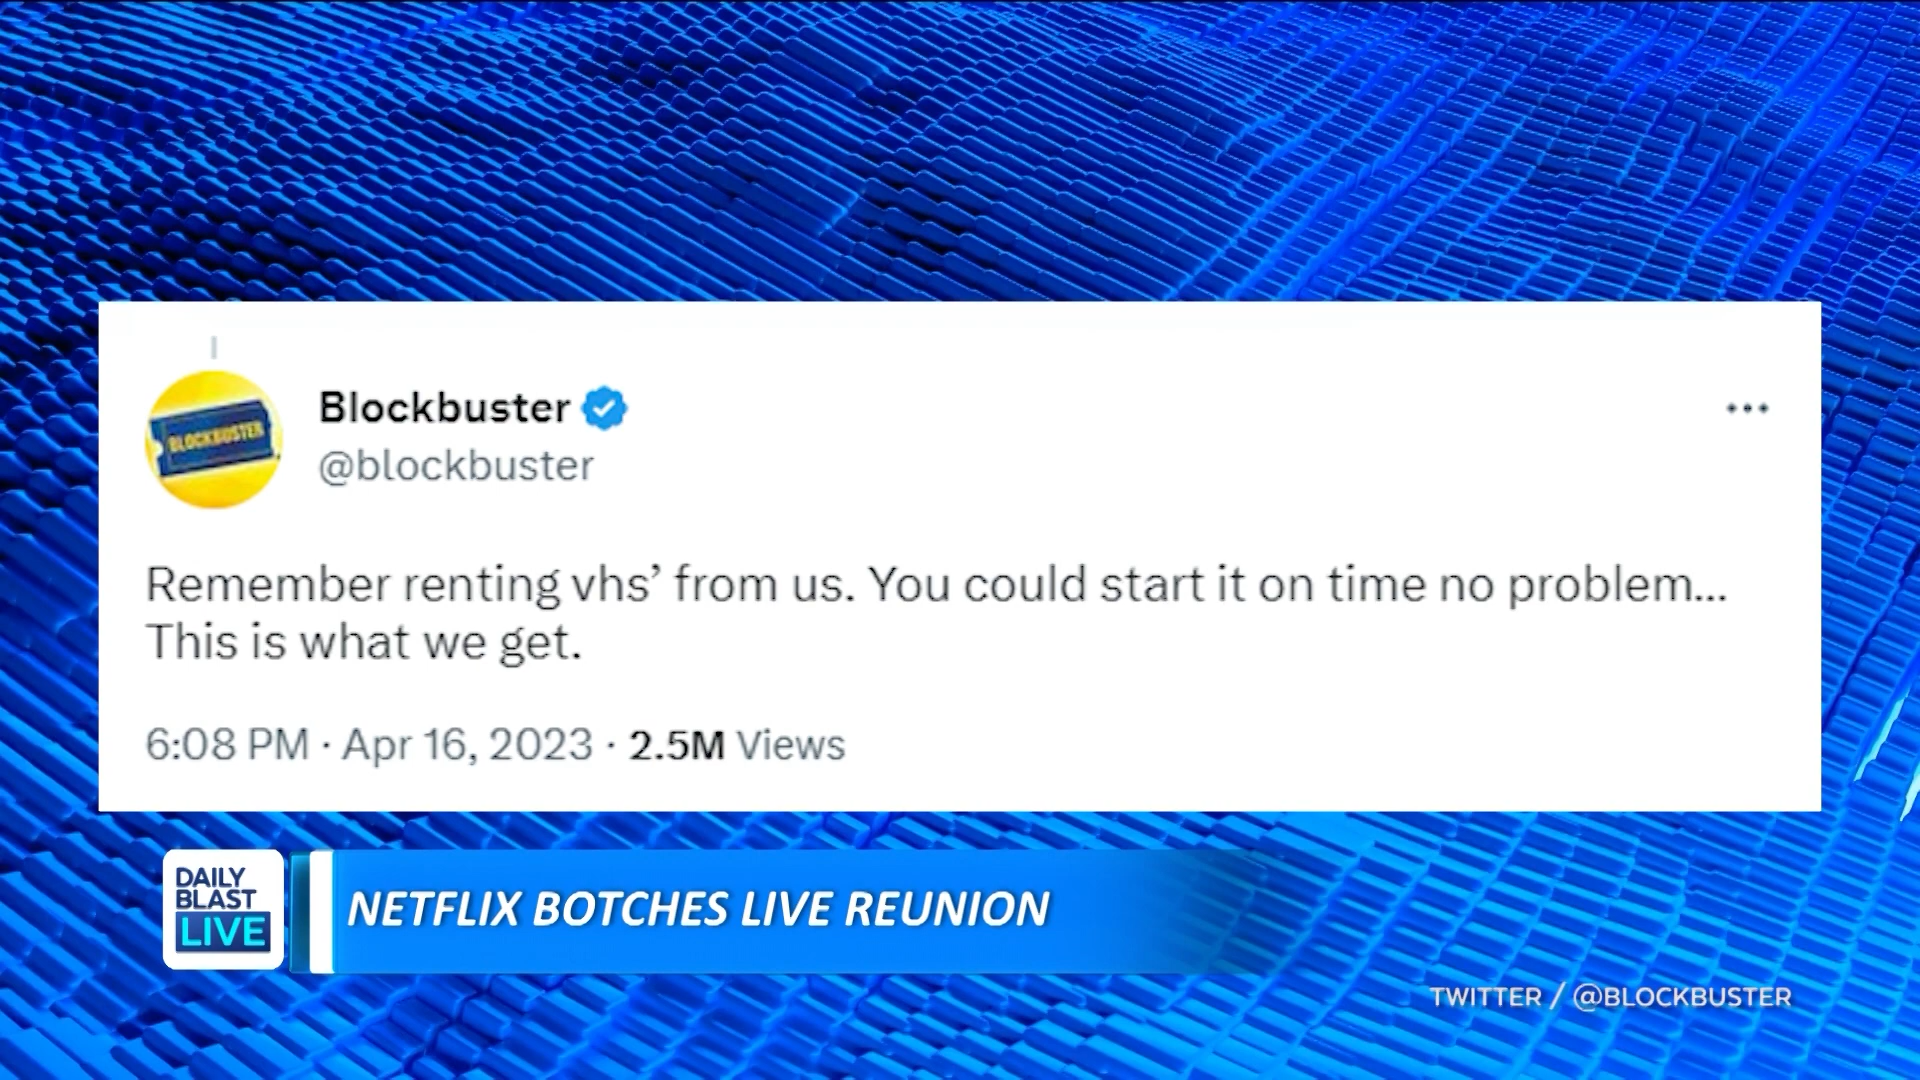 Blockbuster
@blockbuster
BLOCKBUSTER
Remember renting vhs’ from us. You could start it on time no problem...
This is what we get.
6:08 PM · Apr 16, 2023 · 2.5M Views
DAILY
BLAST
LIVE
NETFLIX BOTCHES LIVE REUNION
TWITTER / @BLOCKBUSTER